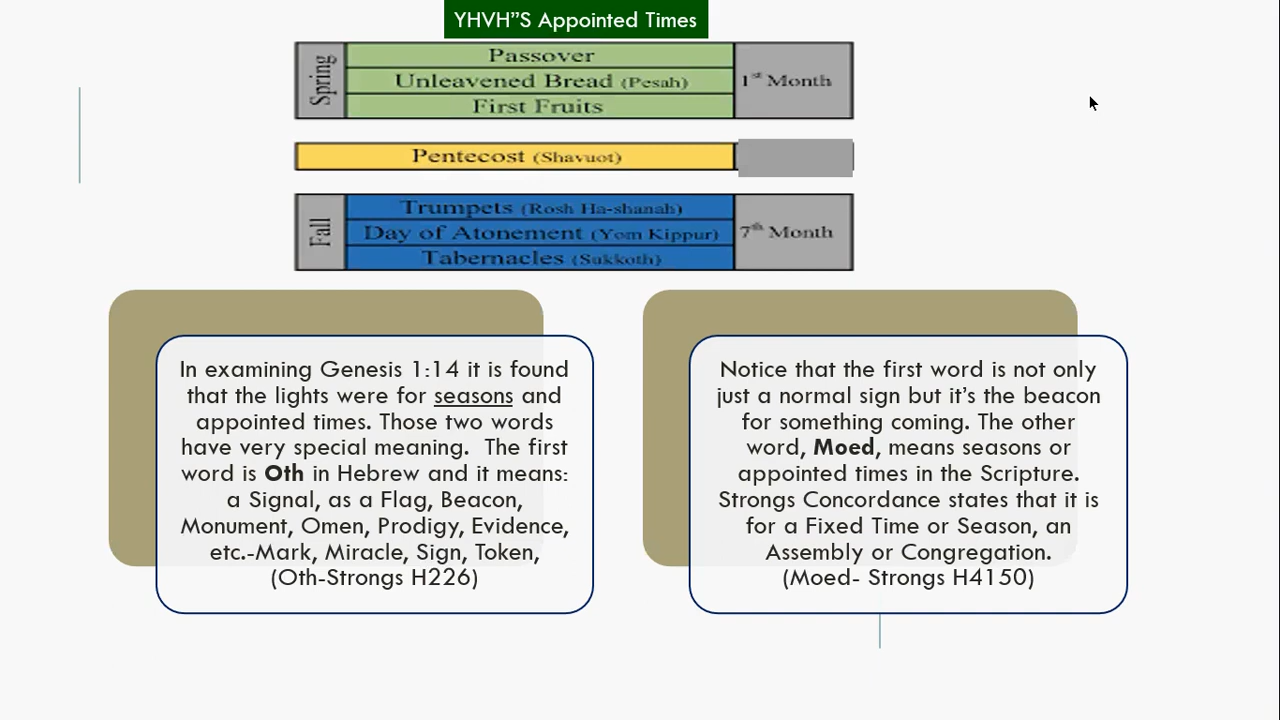 YHVH”S Appointed Times
Spring
Passover
Unleavened Bread (Pesah)
First Fruits
1st Month
Pentecost (Shavuot)
Fall
Trumpets (Rosh Ha-shanah)
Day of Atonement (Yom Kippur)
Tabernacles (Sukkoth)
7th Month
In examining Genesis 1:14 it is found
that the lights were for seasons and
appointed times. Those two words
have very special meaning. The first
word is Oth in Hebrew and it means:
a Signal, as a Flag, Beacon,
Monument, Omen, Prodigy, Evidence,
etc.-Mark, Miracle, Sign, Token,
(Oth-Strongs H226)
Notice that the first word is not only
just a normal sign but it’s the beacon
for something coming. The other
word, Moed, means seasons or
appointed times in the Scripture.
Strongs Concordance states that it is
for a Fixed Time or Season, an
Assembly or Congregation.
(Moed- Strongs H4150)